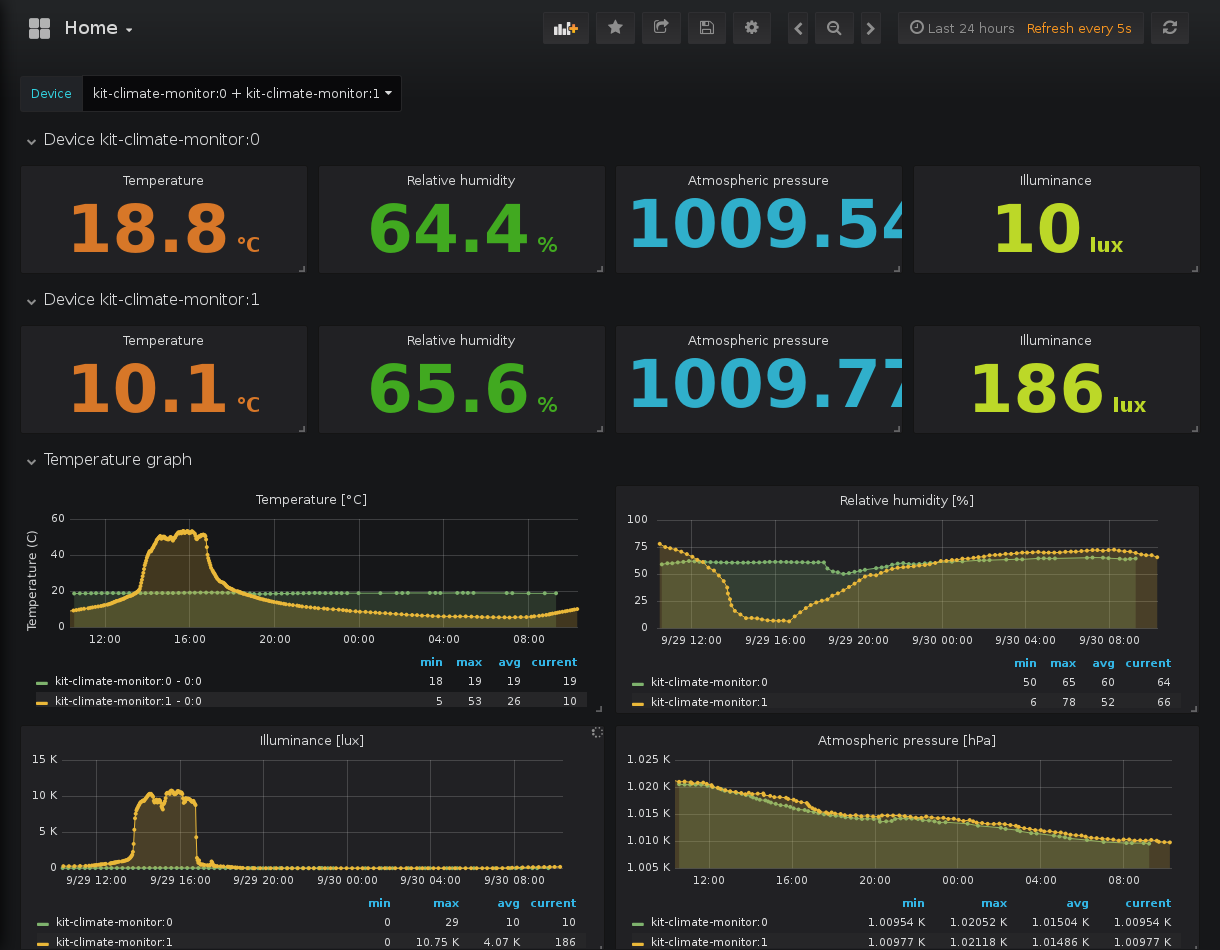 Home
Last 24 hours Refresh every 5s
Device kit-climate-monitor:0 + kit-climate-monitor:1
Device kit-climate-monitor:0
Temperature Relative humidity Atmospheric pressure Illuminance
18.8 °C 64.4 % 1009.54 10 lux
Device kit-climate-monitor:1
Temperature Relative humidity Atmospheric pressure Illuminance
10.1 °C 65.6 % 1009.77 186 lux
Temperature graph
Temperature [°C]
Temperature (C)
60
40
20
0
12:00 16:00 20:00 00:00 04:00 08:00
min max avg current
kit-climate-monitor:0 - 0:0 18 19 19 19
kit-climate-monitor:1 - 0:0 5 53 26 10
Relative humidity [%]
100
75
50
25
0
9/29 12:00 9/29 16:00 9/29 20:00 9/30 00:00 9/30 04:00 9/30 08:00
min max avg current
kit-climate-monitor:0 50 65 60 64
kit-climate-monitor:1 6 78 52 66
Illuminance [lux]
15 K
10 K
5 K
0
9/29 12:00 9/29 16:00 9/29 20:00 9/30 00:00 9/30 04:00 9/30 08:00
min max avg current
kit-climate-monitor:0 0 29 10 10
kit-climate-monitor:1 0 10.75 K 4.07 K 186
Atmospheric pressure [hPa]
1.025 K
1.020 K
1.015 K
1.010 K
1.005 K
12:00 16:00 20:00 00:00 04:00 08:00
min max avg current
kit-climate-monitor:0 1.00954 K 1.02052 K 1.01504 K 1.00954 K
kit-climate-monitor:1 1.00977 K 1.02118 K 1.01486 K 1.00977 K